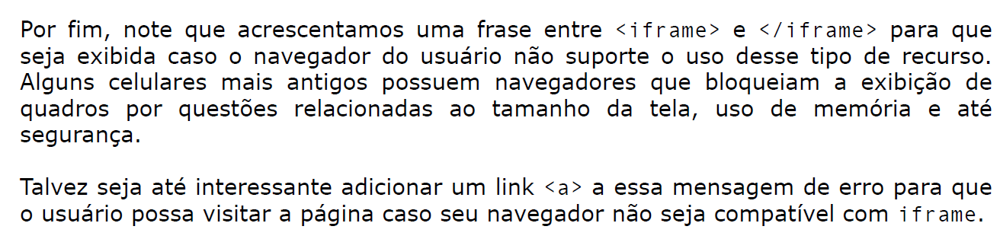 Por fim, note que acrescentamos uma frase entre <iframe> e </iframe> para que
seja exibida caso o navegador do usuário não suporte o uso desse tipo de recurso.
Alguns celulares mais antigos possuem navegadores que bloqueiam a exibição de
quadros por questões relacionadas ao tamanho da tela, uso de memória e até
segurança.
Talvez seja até interessante adicionar um link <a> a essa mensagem de erro para que
o usuário possa visitar a página caso seu navegador não seja compatível com iframe.